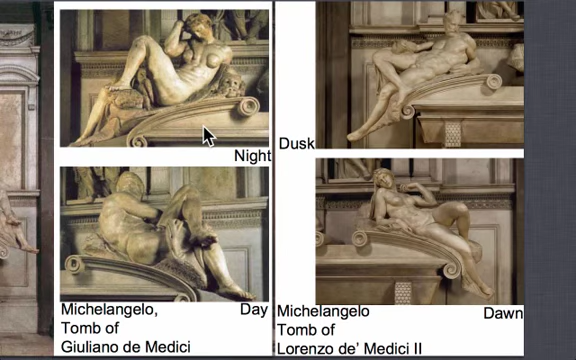 Night
Dusk
Michelangelo, Day
Tomb of
Giuliano de Medici
Michelangelo Dawn
Tomb of
Lorenzo de’ Medici II